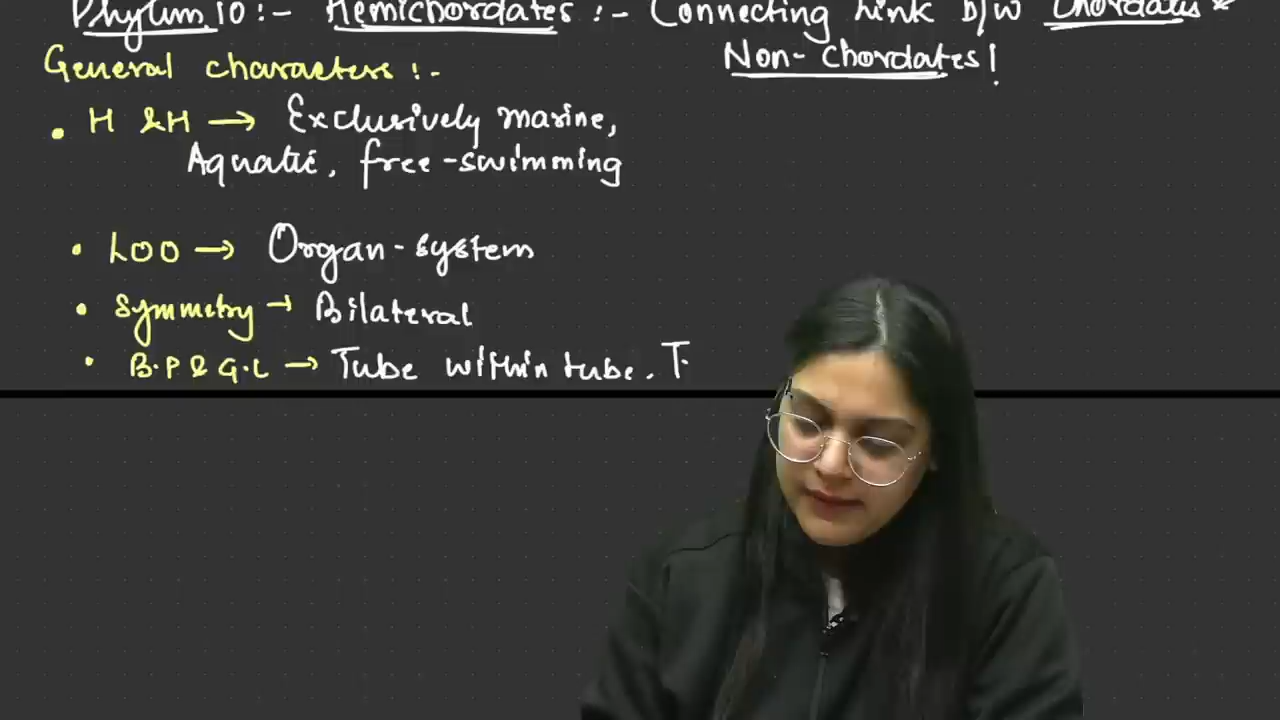 Phylum 10:- Hemichordates :- Connecting Link b/w Chordates &
Non-Chordates!
General characters:-
• H & H → Exclusively marine,
Aquatic, free-swimming
• LOO → Organ-system
• Symmetry → Bilateral
• B.P & G.L → Tube within tube. T